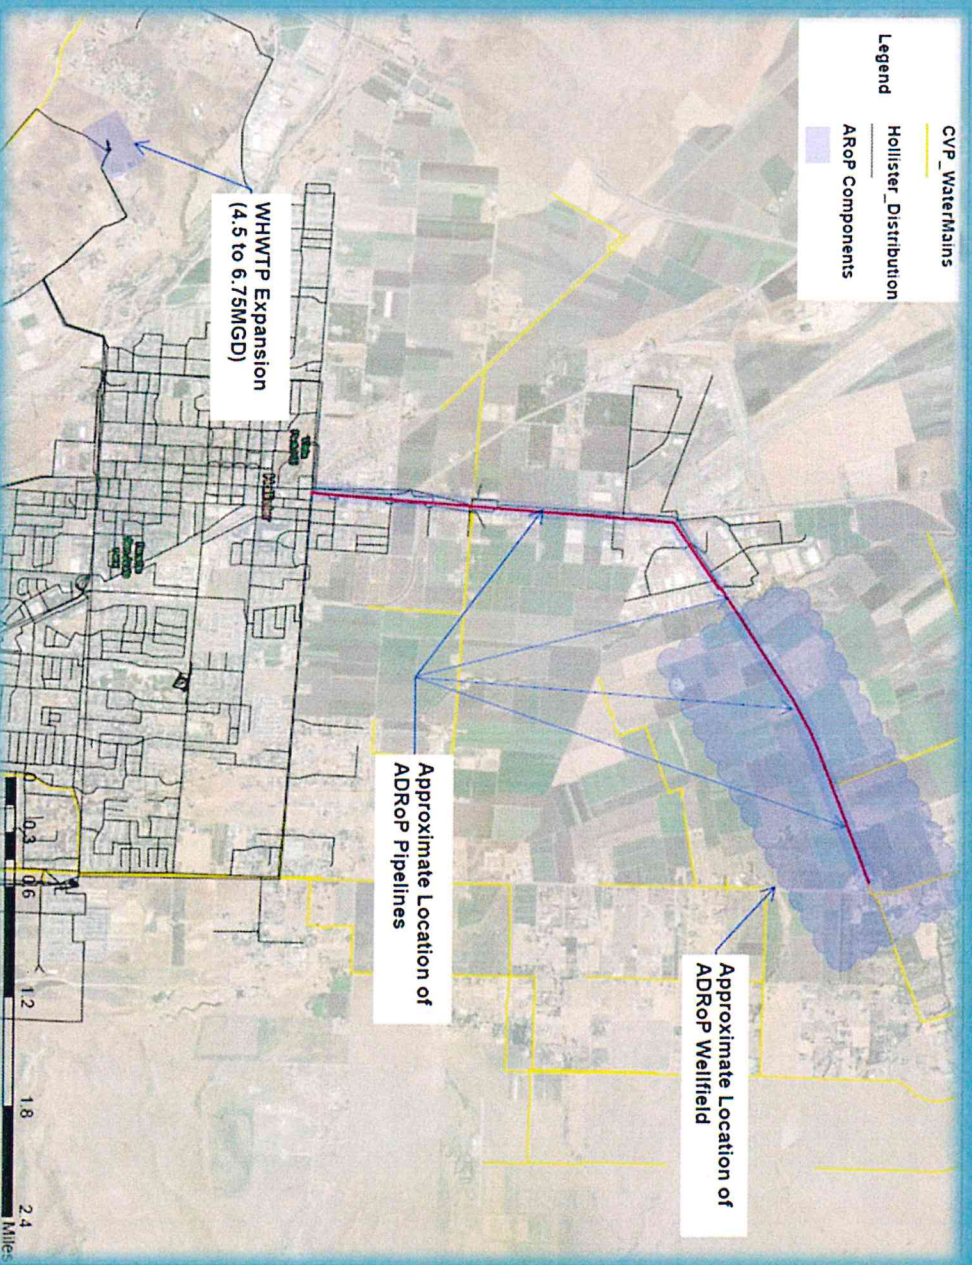 Legend
CVP_WaterMains
Hollister_Distribution
ARoP Components
Approximate Location of
ADRoP Wellfield
Approximate Location of
ADRoP Pipelines
WHWTP Expansion
(4.5 to 6.75MGD)
0 0.3 0.6 1.2 1.8 2.4
Miles